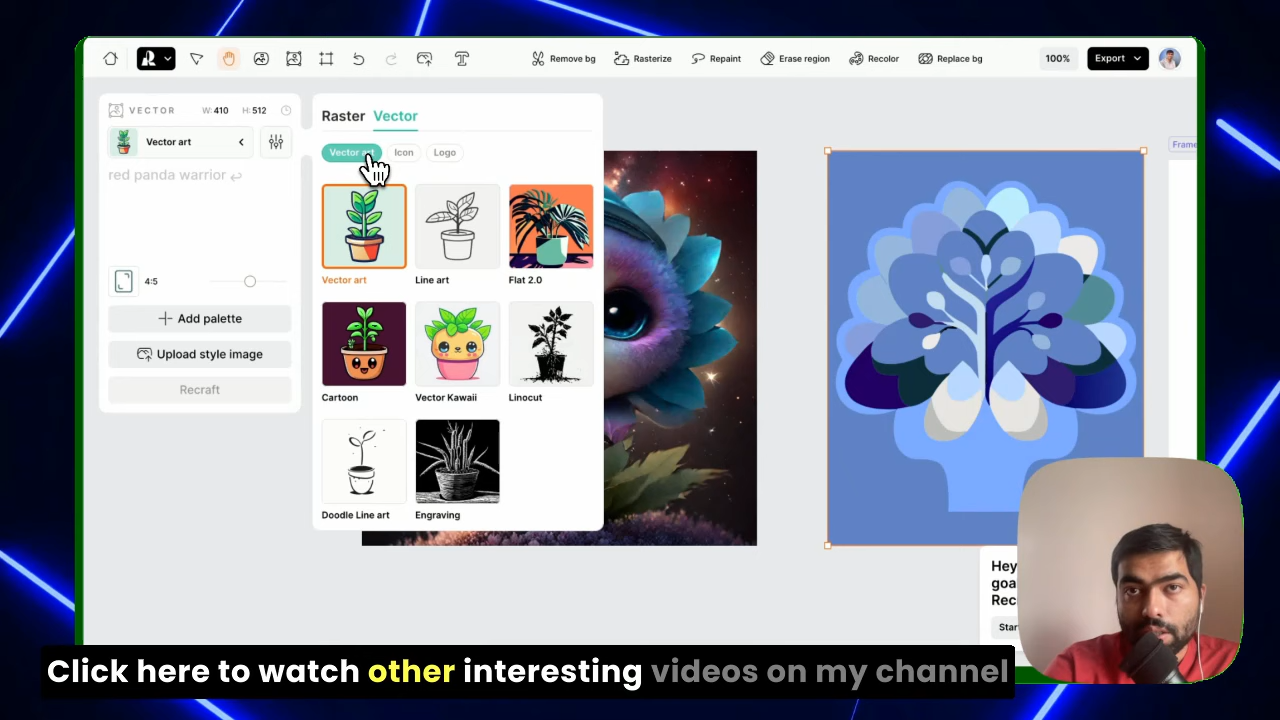 Remove bg
Rasterize
Repaint
Erase region
Recolor
Replace bg
100%
Export
VECTOR
W: 410
H: 512
Vector art
red panda warrior
4:5
Add palette
Upload style image
Recraft
Raster
Vector
Vector art
Icon
Logo
Vector art
Line art
Flat 2.0
Cartoon
Vector Kawaii
Linocut
Doodle Line art
Engraving
Frame
Hey
goa
Rec
Star
Click here to watch other interesting videos on my channel